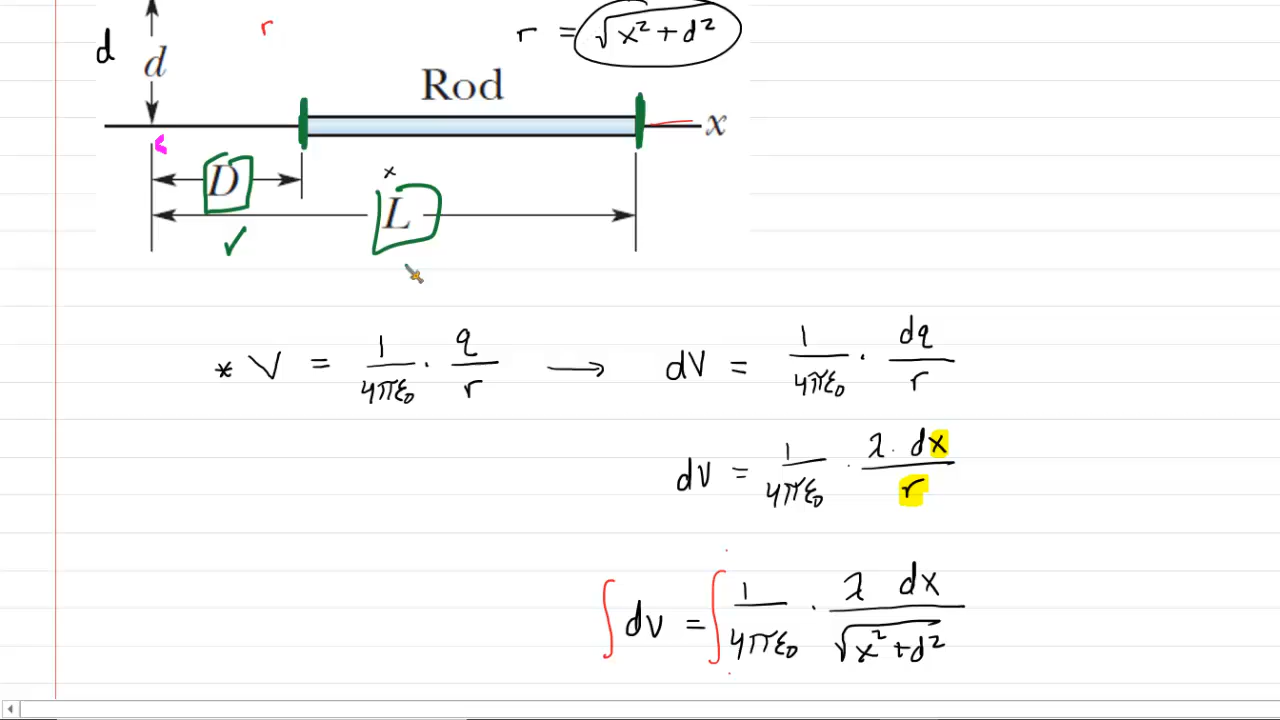 r
r = √x² + d²
d
d
Rod
x
D
x
L
✓
* V = 1/4πε₀ · q/r → dV = 1/4πε₀ · dq/r
dV = 1/4πε₀ · λ · dx/r
∫ dv = ∫ 1/4πε₀ · λ dx/√x² + d²